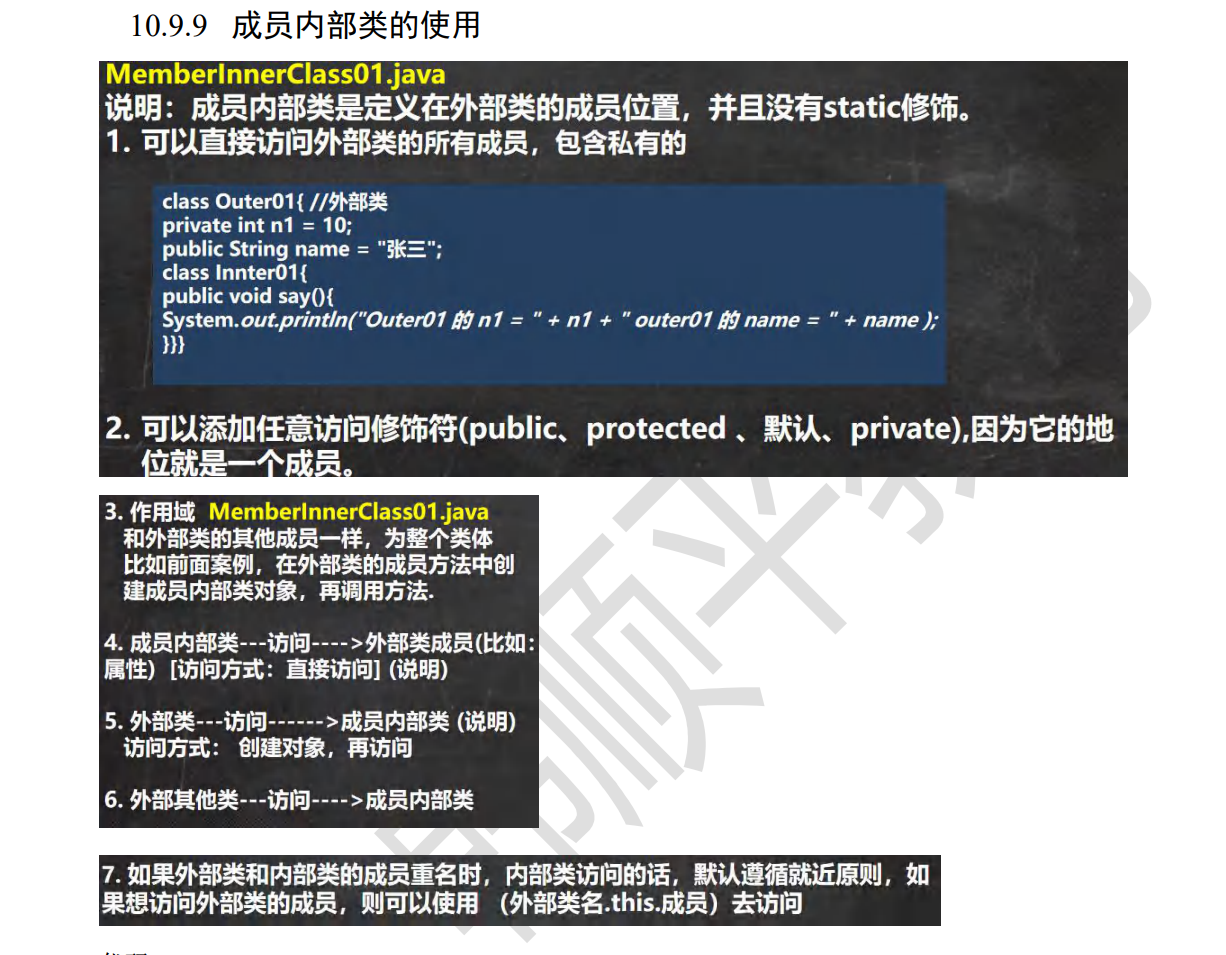 10.9.9 成员内部类的使用
MemberInnerClass01.java
说明：成员内部类是定义在外部类的成员位置，并且没有static修饰。
1. 可以直接访问外部类的所有成员，包含私有的
class Outer01{ //外部类
private int n1 = 10;
public String name = "张三";
class Innter01{
public void say(){
System.out.println("Outer01 的 n1 = " + n1 + " outer01 的 name = " + name );
}}}
2. 可以添加任意访问修饰符(public、protected 、默认、private),因为它的地
位就是一个成员。
3. 作用域 MemberInnerClass01.java
和外部类的其他成员一样，为整个类体
比如前面案例，在外部类的成员方法中创
建成员内部类对象，再调用方法.
4. 成员内部类---访问---->外部类成员(比如：
属性）[访问方式：直接访问] (说明)
5. 外部类---访问------>成员内部类 (说明)
访问方式： 创建对象，再访问
6. 外部其他类---访问---->成员内部类
7. 如果外部类和内部类的成员重名时，内部类访问的话，默认遵循就近原则，如
果想访问外部类的成员，则可以使用 （外部类名.this.成员）去访问